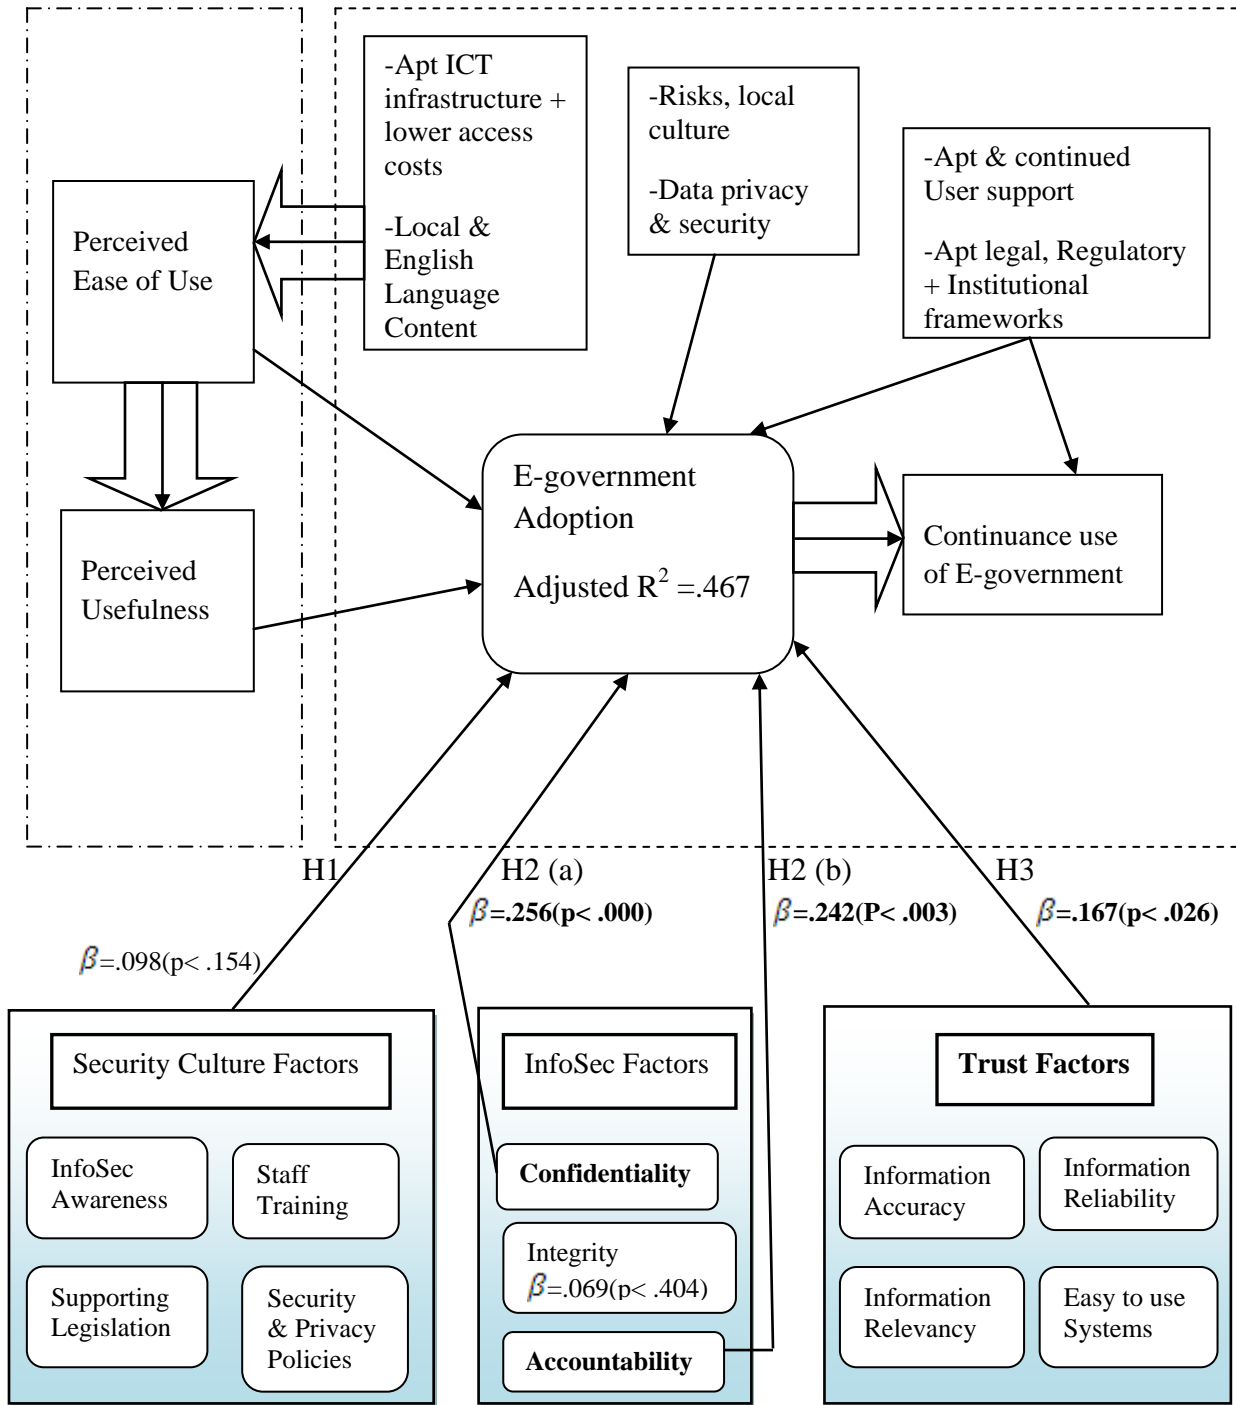 -Apt ICT
infrastructure +
lower access
costs
-Local &
English
Language
Content
-Risks, local
culture
-Data privacy
& security
-Apt & continued
User support
-Apt legal, Regulatory
+ Institutional
frameworks
Perceived
Ease of Use
Perceived
Usefulness
E-government
Adoption
Adjusted R² =.467
Continuance use
of E-government
H1
β=.098(p< .154)
H2 (a)
β=.256(p< .000)
H2 (b)
β=.242(P< .003)
H3
β=.167(p< .026)
Security Culture Factors
InfoSec
Awareness
Staff
Training
Supporting
Legislation
Security
& Privacy
Policies
InfoSec Factors
Confidentiality
Integrity
β=.069(p< .404)
Accountability
Trust Factors
Information
Accuracy
Information
Reliability
Information
Relevancy
Easy to use
Systems